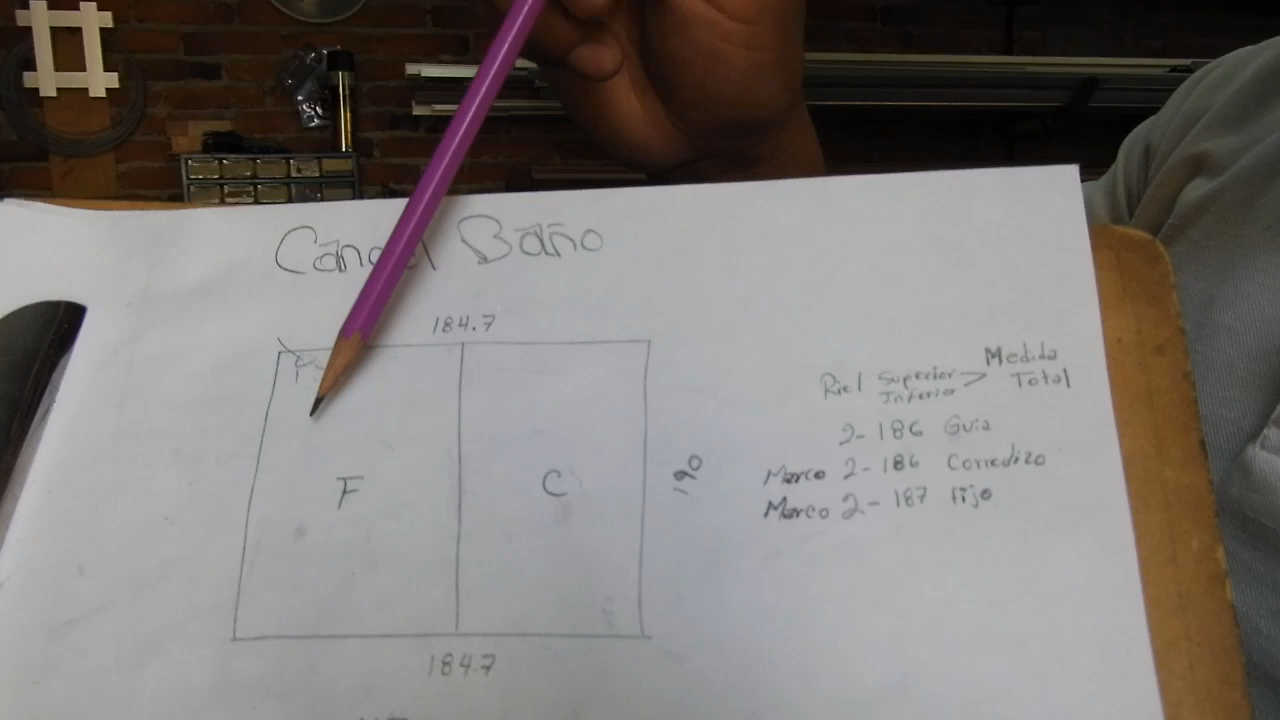 Cancel Baño
184.7
F
C
190
184.7
Medida
Riel Superior > Total
Inferior
2-186 Guia
Marco 2-186 Corredizo
Marco 2-187 fijo